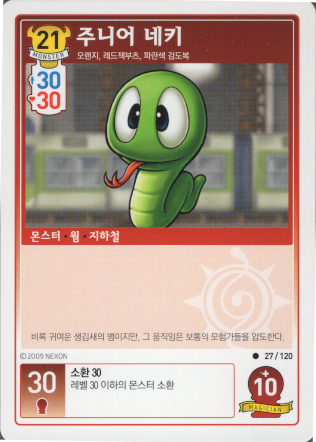 21
MONSTER
주니어 네키
오렌지, 레드잭부츠, 파란색 검도복
30
30
몬스터 · 웜 · 지하철
비록 귀여운 생김새의 뱀이지만, 그 움직임은 보통의 모험가들을 압도한다.
© 2009 NEXON
● 27 / 120
30
소환 30
레벨 30 이하의 몬스터 소환
+
10
MAGICIAN